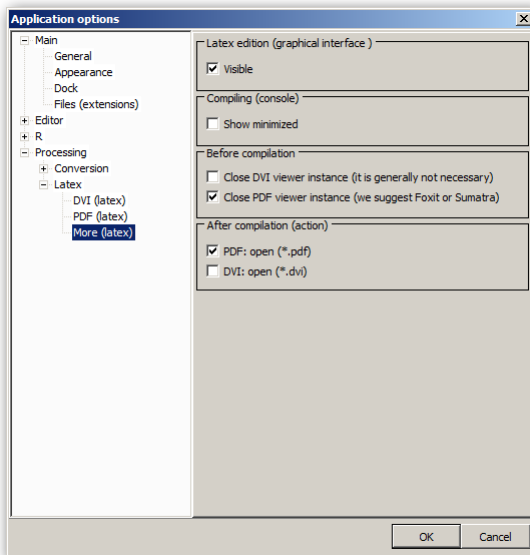 Application options
Main
General
Appearance
Dock
Files (extensions)
Editor
R
Processing
Conversion
Latex
DVI (latex)
PDF (latex)
More (latex)
Latex edition (graphical interface )
Visible
Compiling (console)
Show minimized
Before compilation
Close DVI viewer instance (it is generally not necessary)
Close PDF viewer instance (we suggest Foxit or Sumatra)
After compilation (action)
PDF: open (*.pdf)
DVI: open (*.dvi)
OK
Cancel